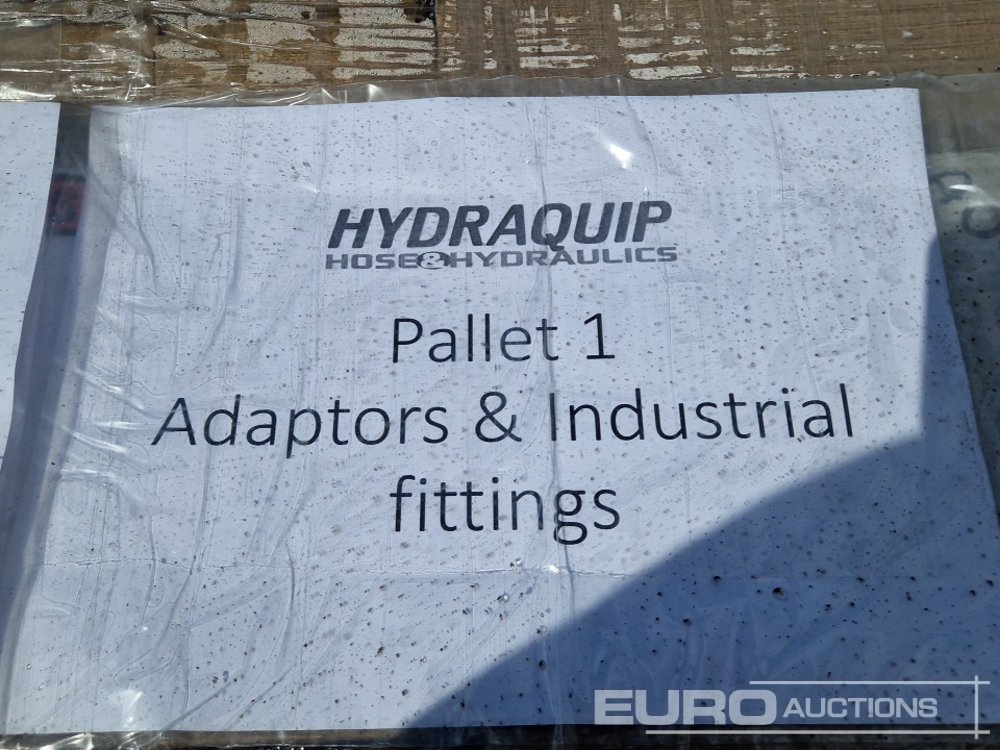 HYDRAQUIP
HOSE&HYDRAULICS
Pallet 1
Adaptors & Industrial
fittings
EURO AUCTIONS